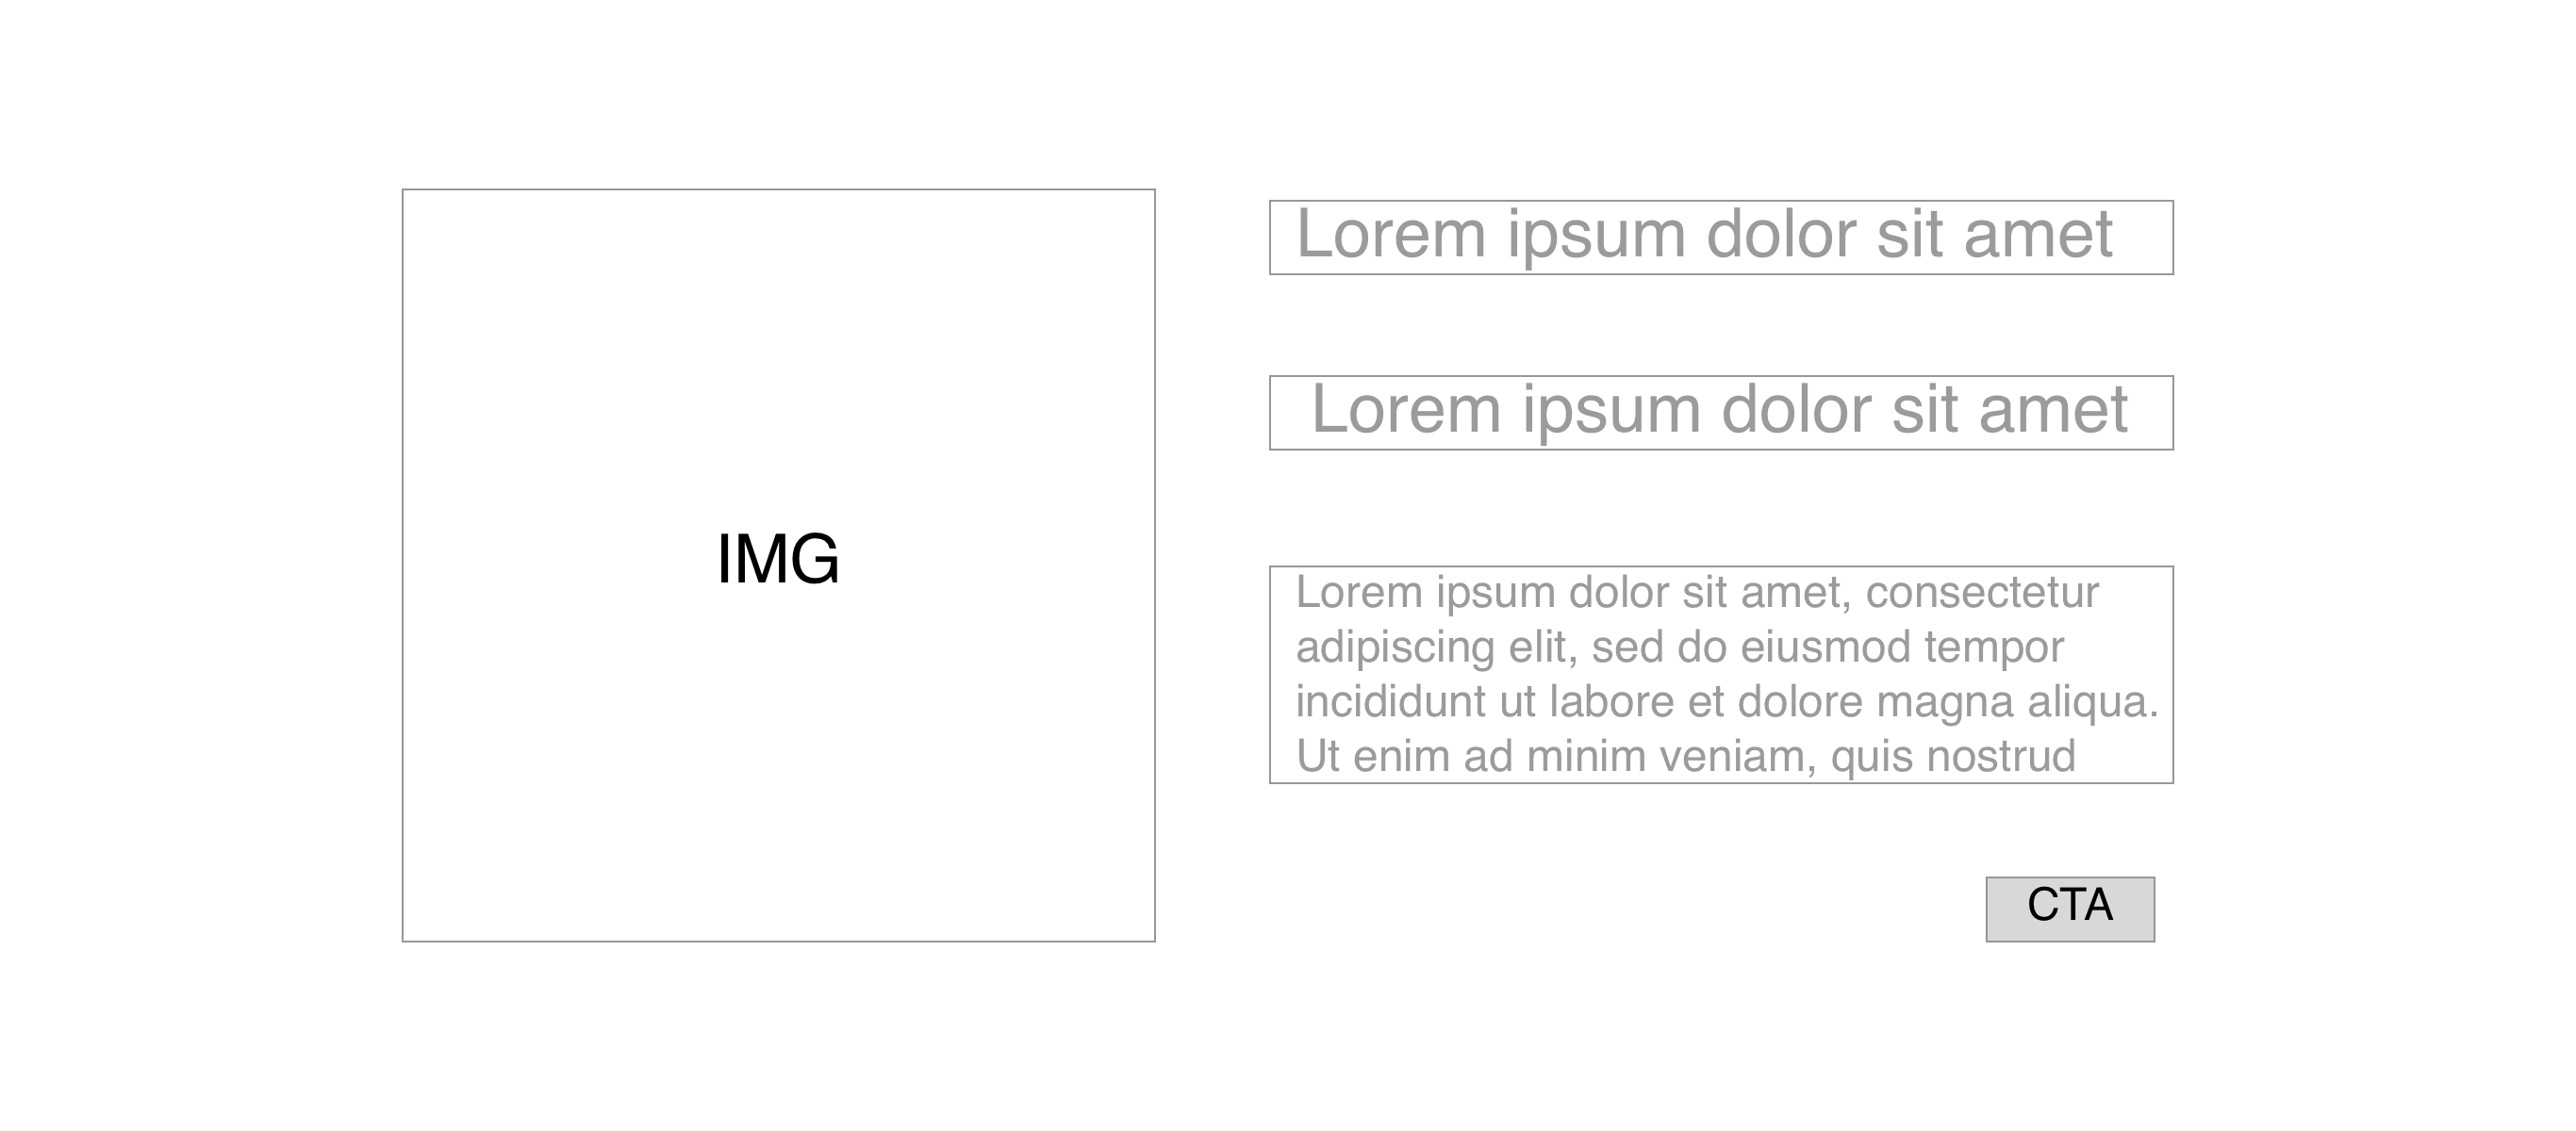 IMG
Lorem ipsum dolor sit amet
Lorem ipsum dolor sit amet
Lorem ipsum dolor sit amet, consectetur
adipiscing elit, sed do eiusmod tempor
incididunt ut labore et dolore magna aliqua.
Ut enim ad minim veniam, quis nostrud
CTA